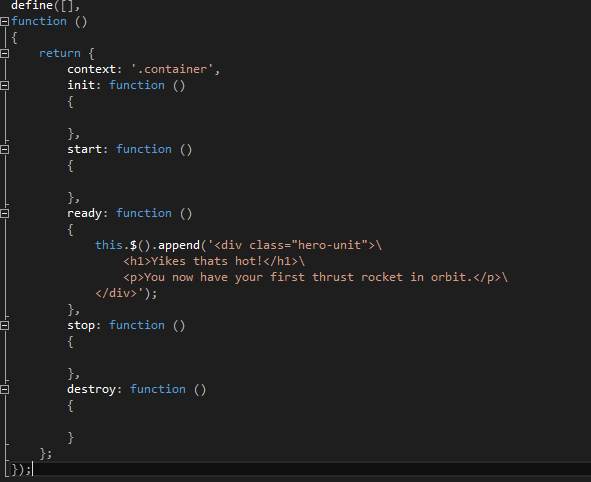 define([],
function ()
{
    return {
        context: '.container',
        init: function ()
        {

        },
        start: function ()
        {

        },
        ready: function ()
        {
            this.$().append('<div class="hero-unit">\
                <h1>Yikes thats hot!</h1>\
                <p>You now have your first thrust rocket in orbit.</p>\
            </div>');
        },
        stop: function ()
        {

        },
        destroy: function ()
        {

        }
    };
});